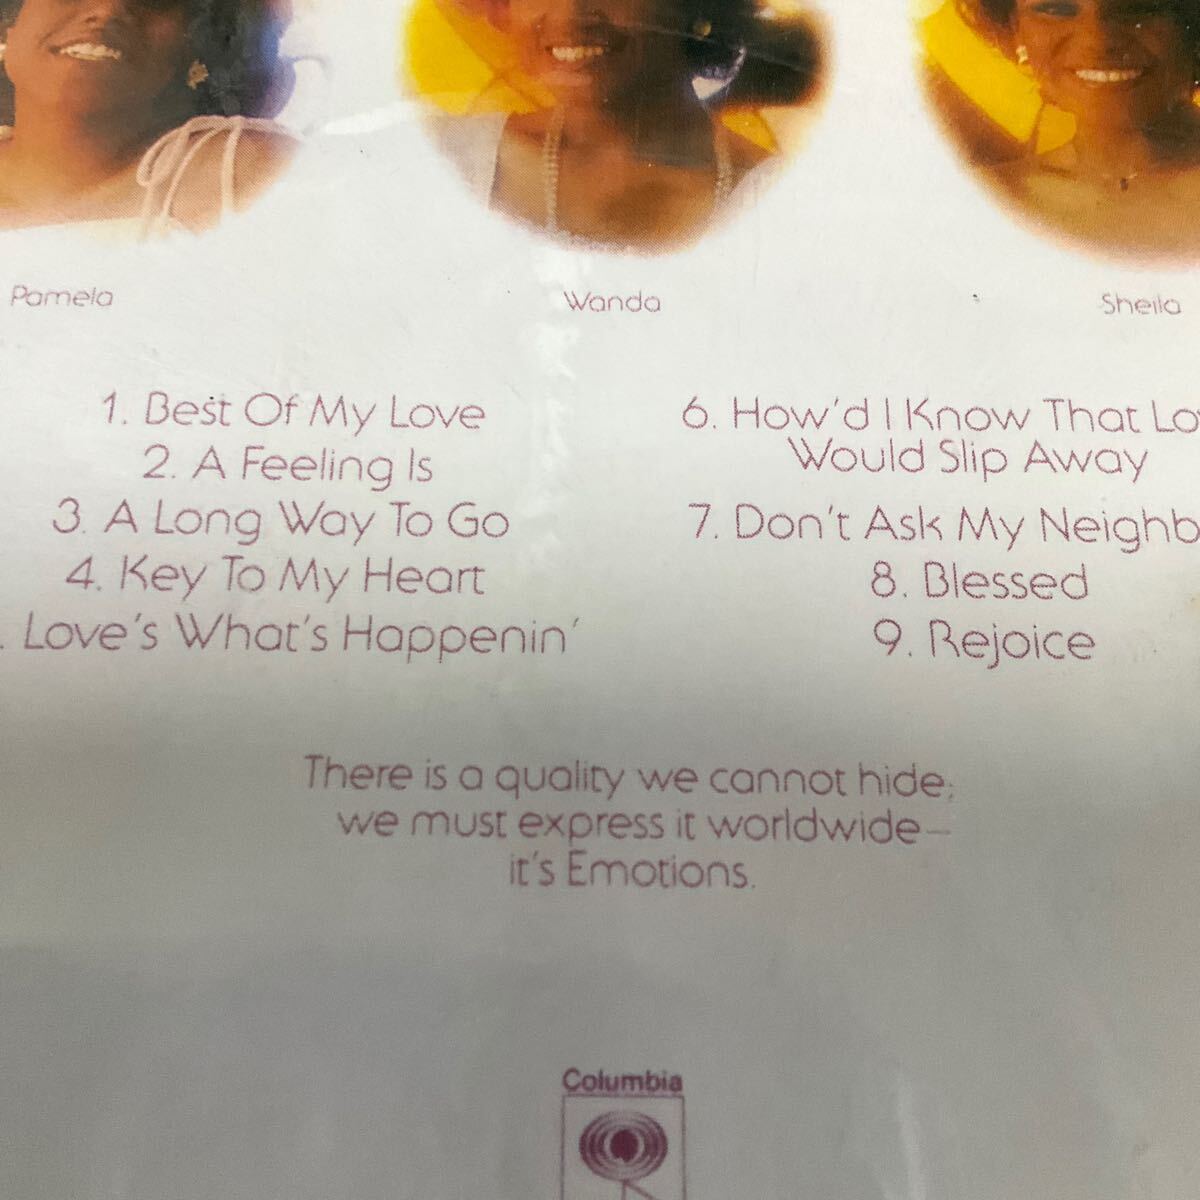 Pamela
Wanda
Sheila
1. Best Of My Love
2. A Feeling Is
3. A Long Way To Go
4. Key To My Heart
. Love's What's Happenin'
6. How'd I Know That Lo
Would Slip Away
7. Don't Ask My Neighb
8. Blessed
9. Rejoice
There is a quality we cannot hide;
we must express it worldwide—
it's Emotions.
Columbia